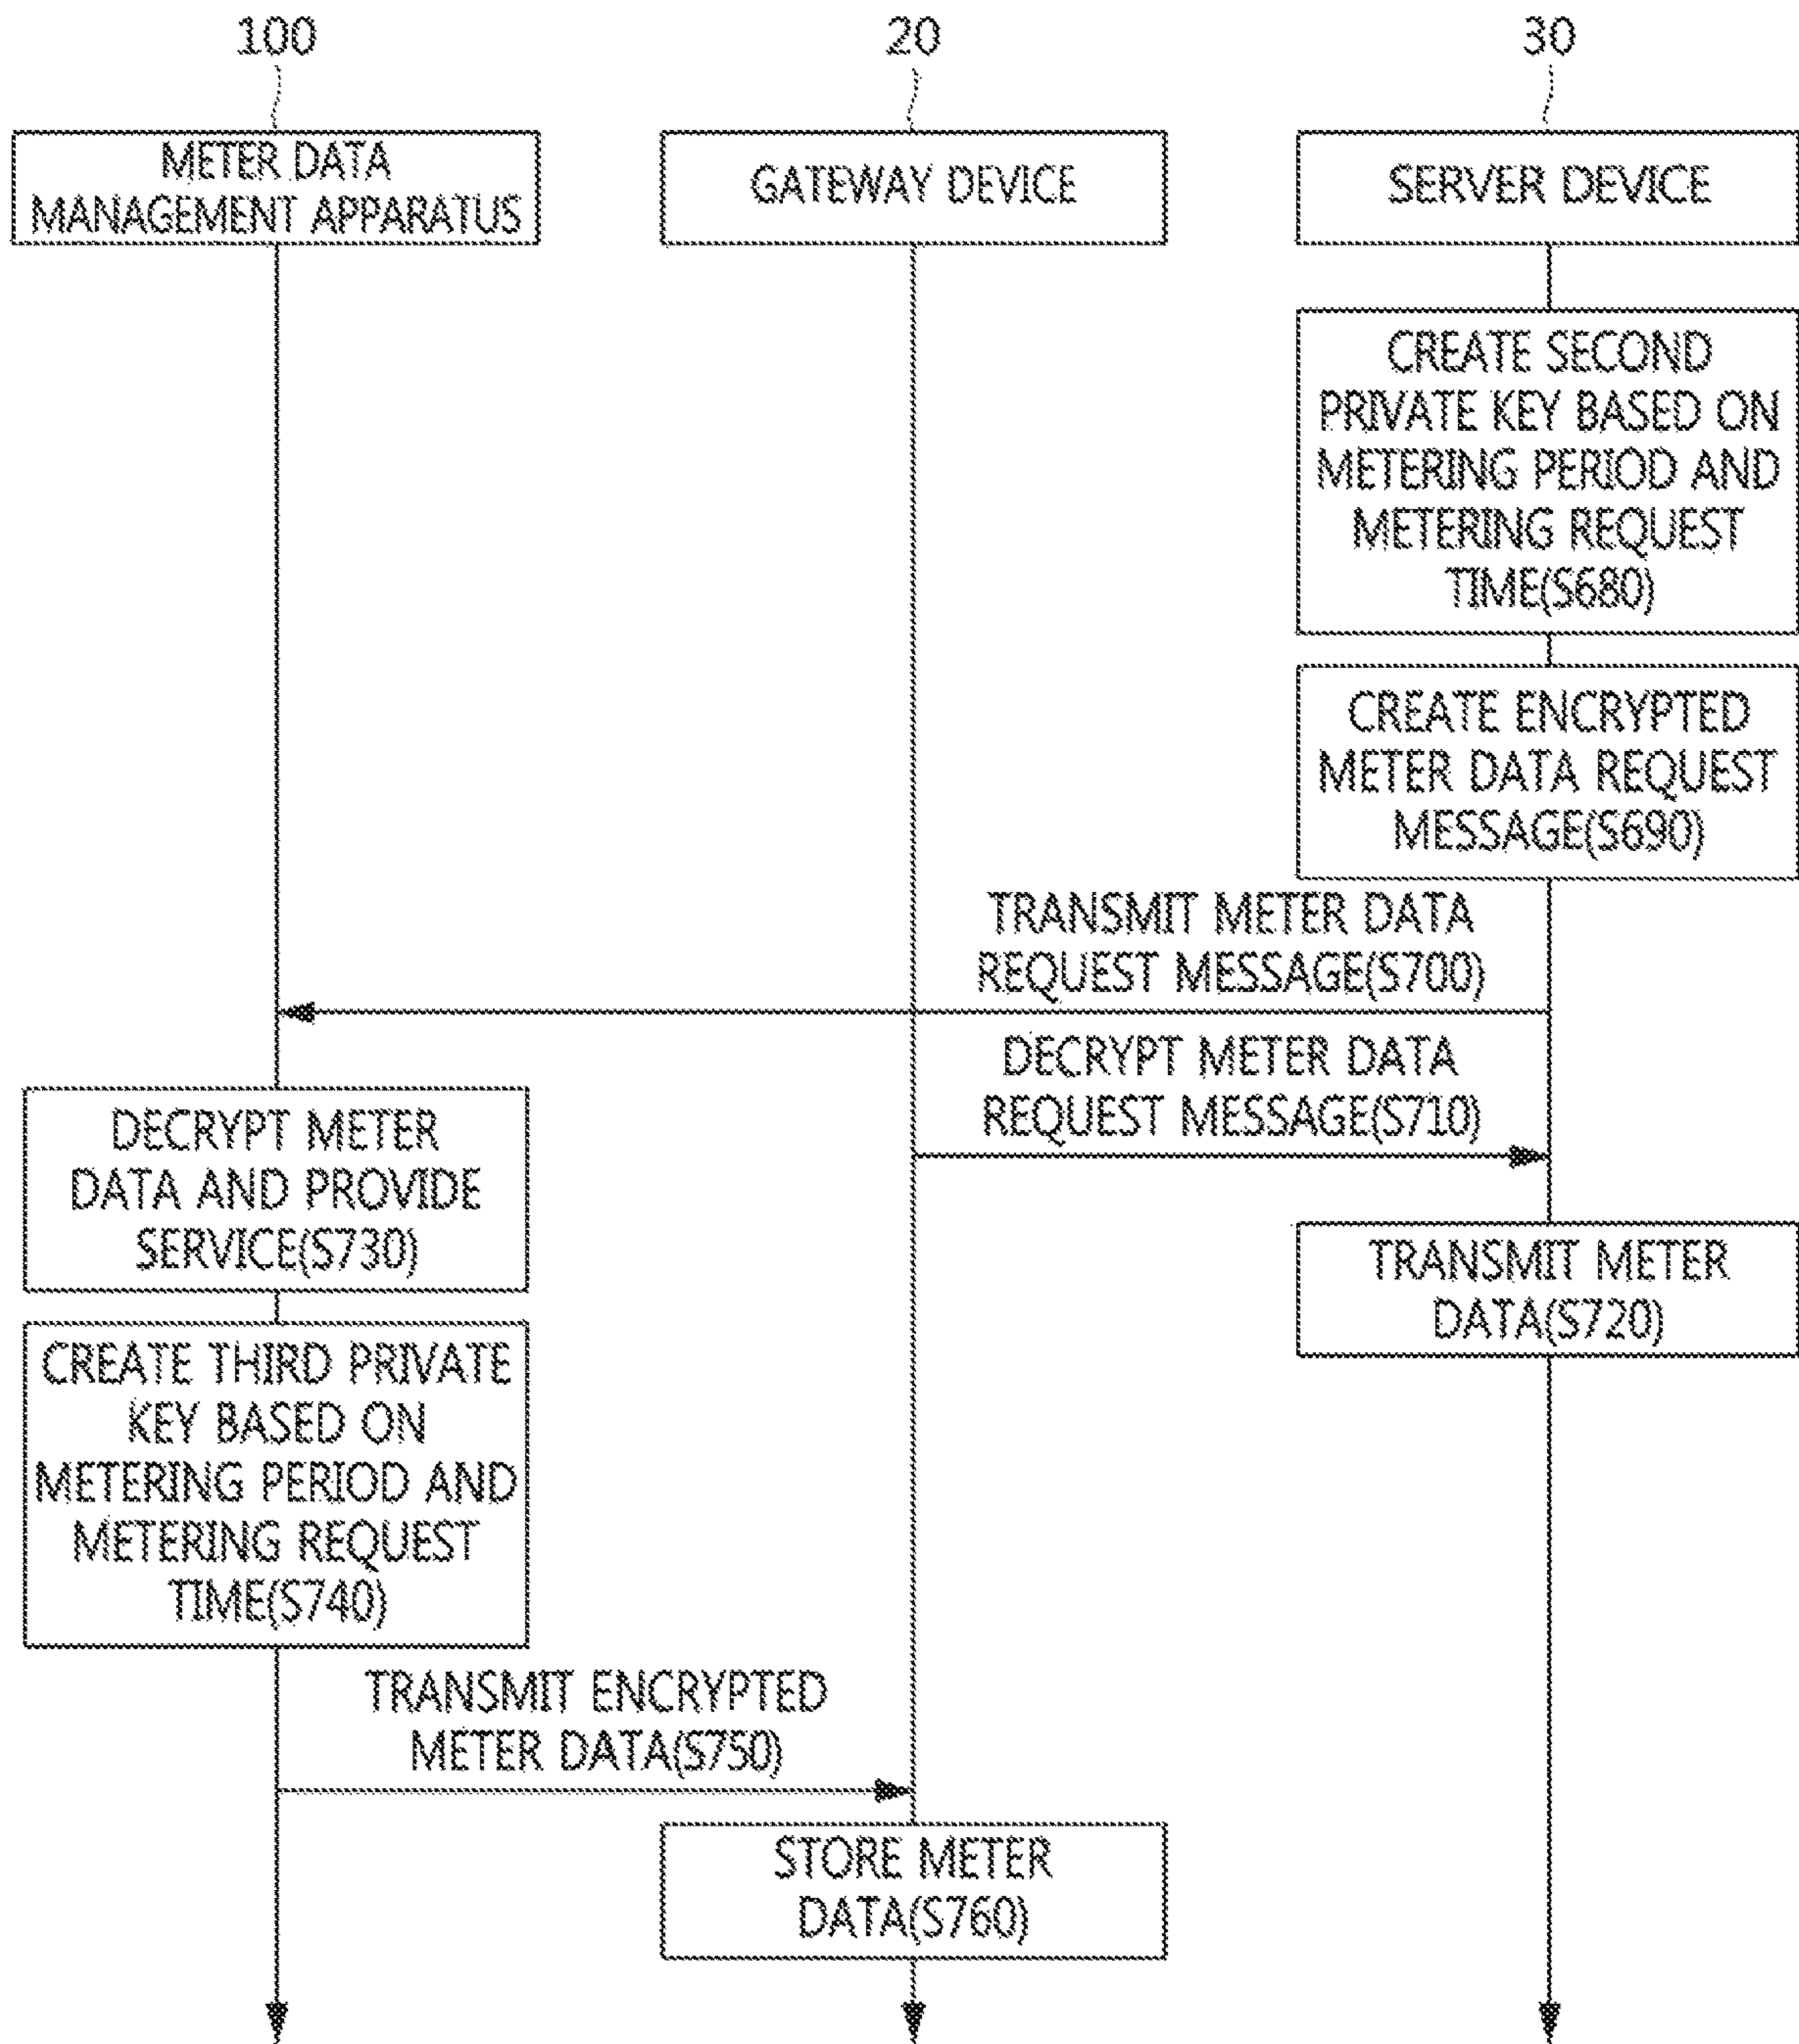 100
20
30
METER DATA
MANAGEMENT APPARATUS
GATEWAY DEVICE
SERVER DEVICE
CREATE SECOND
PRIVATE KEY BASED ON
METERING PERIOD AND
METERING REQUEST
TIME(S680)
CREATE ENCRYPTED
METER DATA REQUEST
MESSAGE(S690)
TRANSMIT METER DATA
REQUEST MESSAGE(S700)
DECRYPT METER DATA
REQUEST MESSAGE(S710)
DECRYPT METER
DATA AND PROVIDE
SERVICE(S730)
TRANSMIT METER
DATA(S720)
CREATE THIRD PRIVATE
KEY BASED ON
METERING PERIOD AND
METERING REQUEST
TIME(S740)
TRANSMIT ENCRYPTED
METER DATA(S750)
STORE METER
DATA(S760)